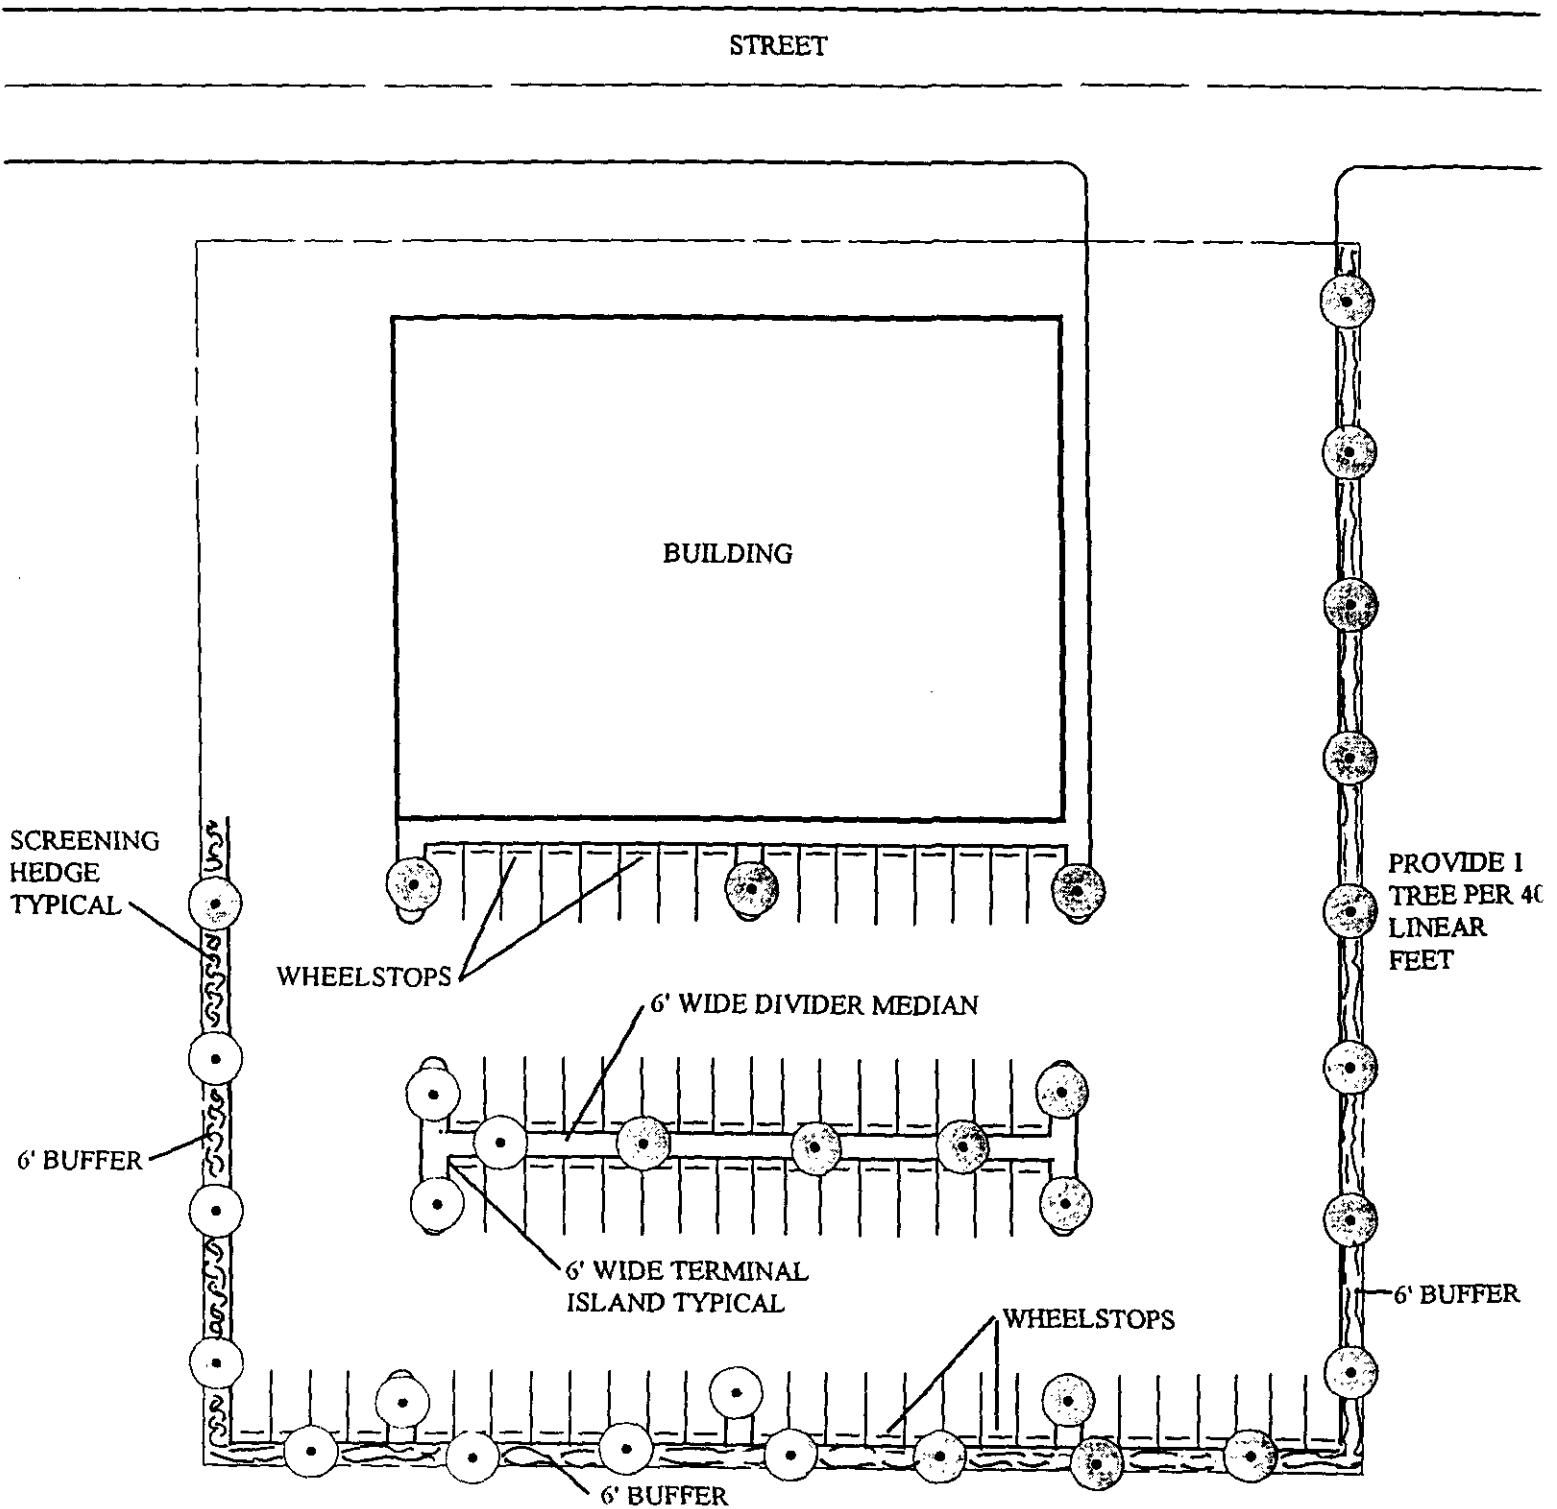 STREET
BUILDING
SCREENING
HEDGE
TYPICAL
PROVIDE 1
TREE PER 40
LINEAR
FEET
WHEELSTOPS
6' WIDE DIVIDER MEDIAN
6' BUFFER
6' WIDE TERMINAL
ISLAND TYPICAL
6' BUFFER
WHEELSTOPS
6' BUFFER